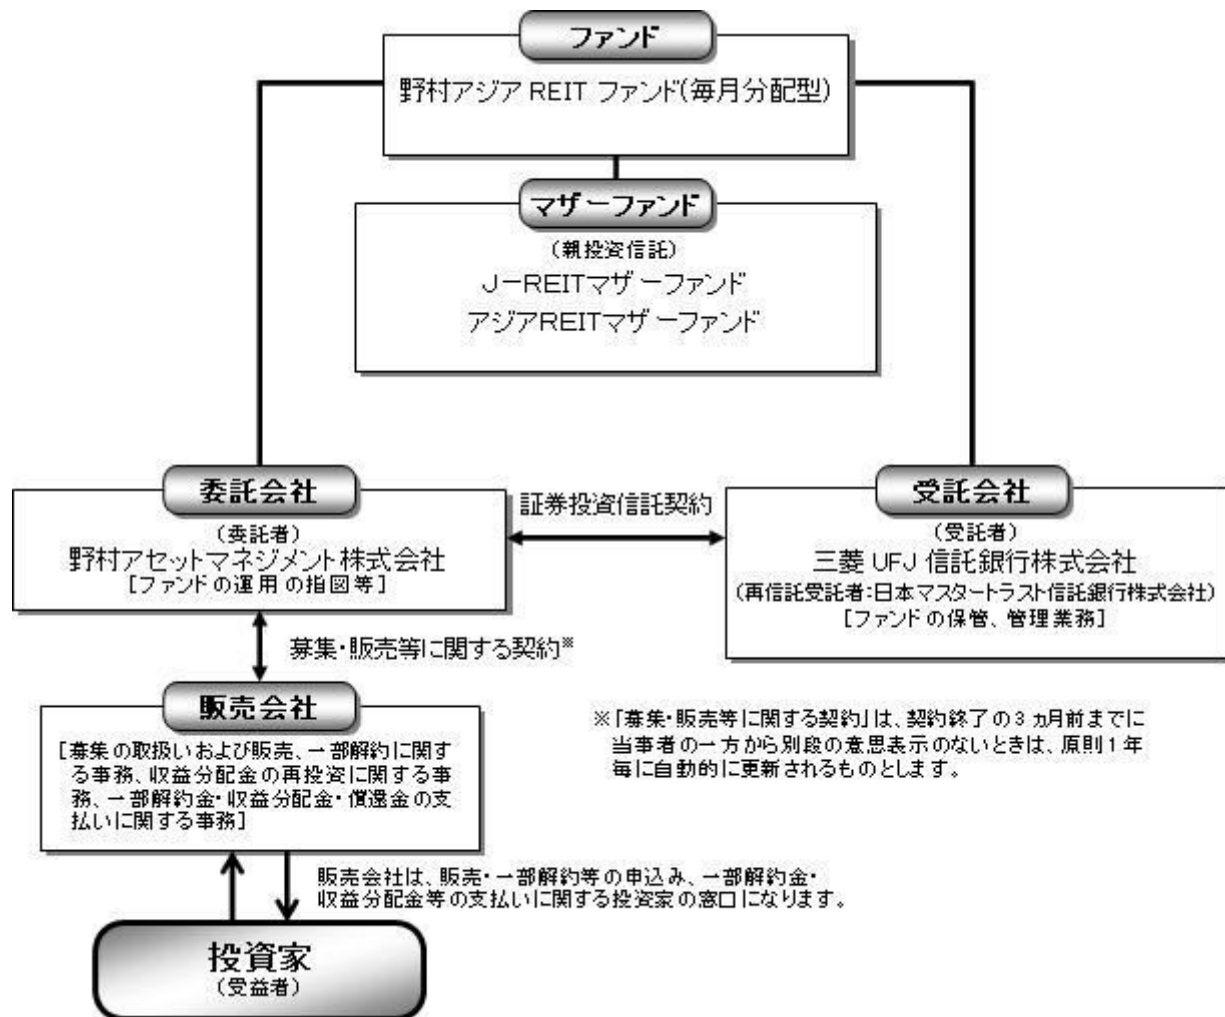 ファンド
野村アジア REIT ファンド(毎月分配型)
マザーファンド
(親投資信託)
J-REITマザーファンド
アジアREITマザーファンド
委託会社
(委託者)
野村アセットマネジメント株式会社
[ファンドの運用の指図等]
証券投資信託契約
受託会社
(受託者)
三菱 UFJ 信託銀行株式会社
(再信託受託者:日本マスタートラスト信託銀行株式会社)
[ファンドの保管、管理業務]
募集・販売等に関する契約※
販売会社
[募集の取扱いおよび販売、一部解約に関す
る事務、収益分配金の再投資に関する事
務、一部解約金・収益分配金・償還金の支
払いに関する事務]
※「募集・販売等に関する契約」は、契約終了の3ヵ月前までに
当事者の一方から別段の意思表示のないときは、原則1年
毎に自動的に更新されるものとします。
販売会社は、販売・一部解約等の申込み、一部解約金・
収益分配金等の支払いに関する投資家の窓口になります。
投資家
(受益者)